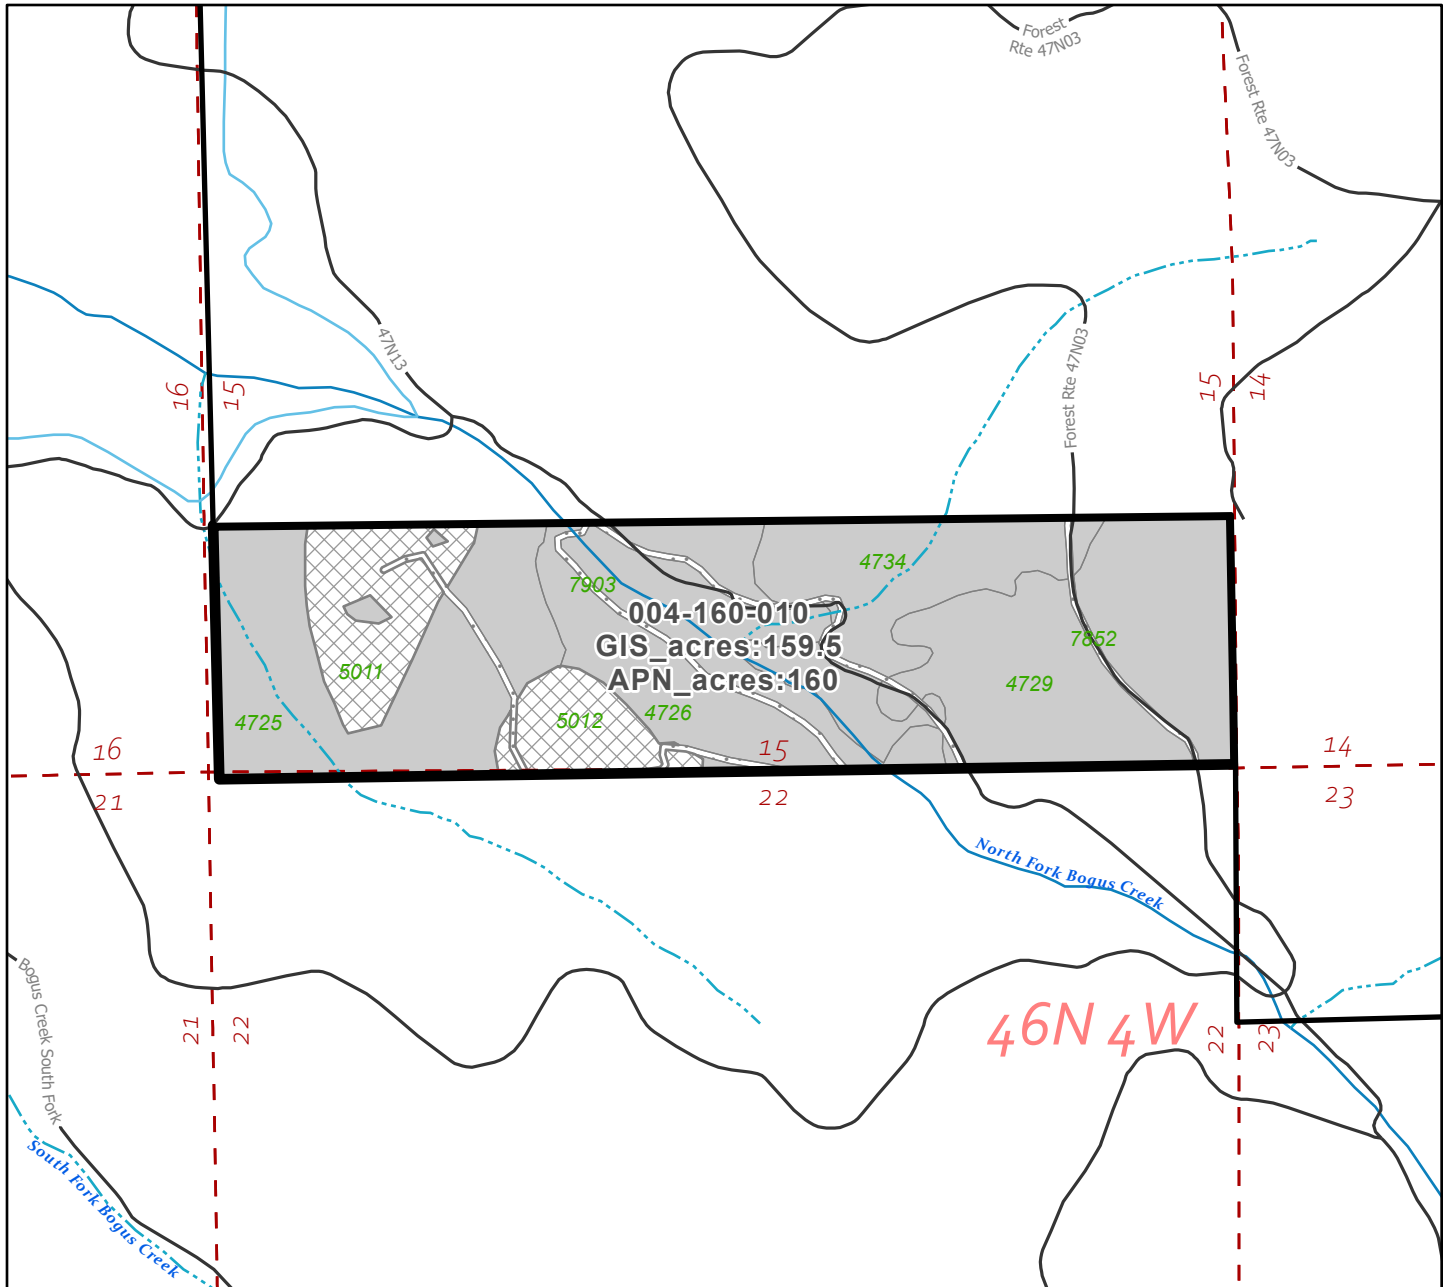 Forest
Rte 47N03
Forest Rte 47N03
47N13
16
15
Forest Rte 47N03
15
14
4734
7903
004-160-010
GIS_acres:159.5
APN_acres:160
7852
5011
4729
4725
5012
4726
16
15
14
21
22
23
North Fork Bogus Creek
Bogus Creek South Fork
21
22
46N 4W
22
23
South Fork Bogus Creek